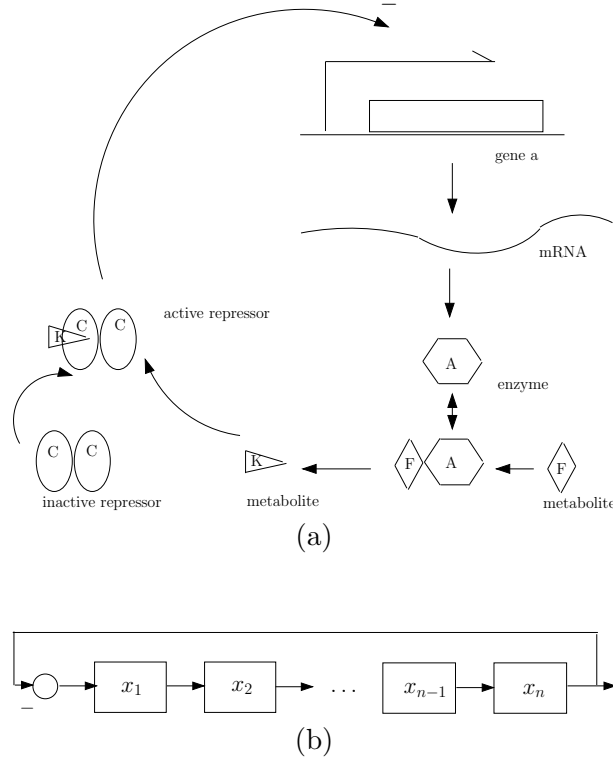 −
gene a
mRNA
active repressor
C
C
K
A
enzyme
C
C
K
F
A
F
inactive repressor
metabolite
metabolite
(a)
−
x1
x2
...
xn−1
xn
(b)